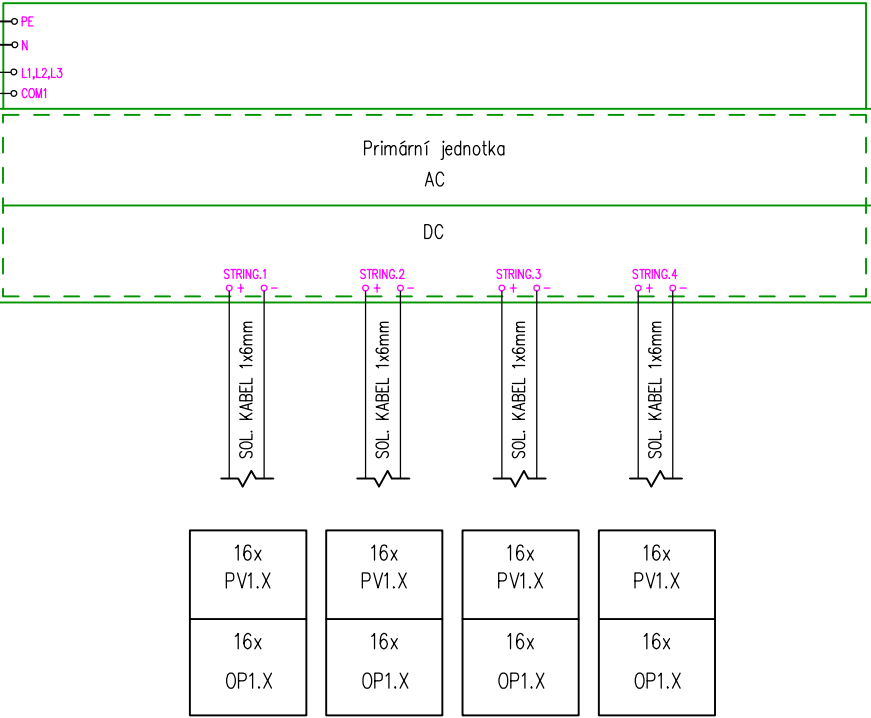 PE
N
L1,L2,L3
COM1
Primární jednotka
AC
DC
STRING.1 STRING.2 STRING.3 STRING.4
+ - + - + - + -
SOL. KABEL 1x6mm
SOL. KABEL 1x6mm
SOL. KABEL 1x6mm
SOL. KABEL 1x6mm
16x 16x 16x 16x
PV1.X PV1.X PV1.X PV1.X
16x 16x 16x 16x
OP1.X OP1.X OP1.X OP1.X